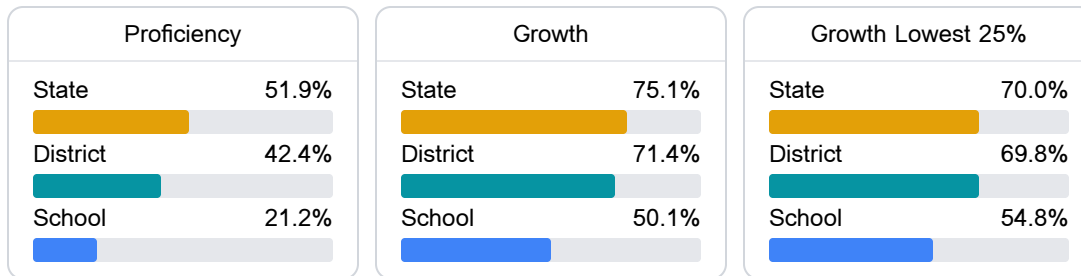 Proficiency
State 51.9%
District 42.4%
School 21.2%
Growth
State 75.1%
District 71.4%
School 50.1%
Growth Lowest 25%
State 70.0%
District 69.8%
School 54.8%